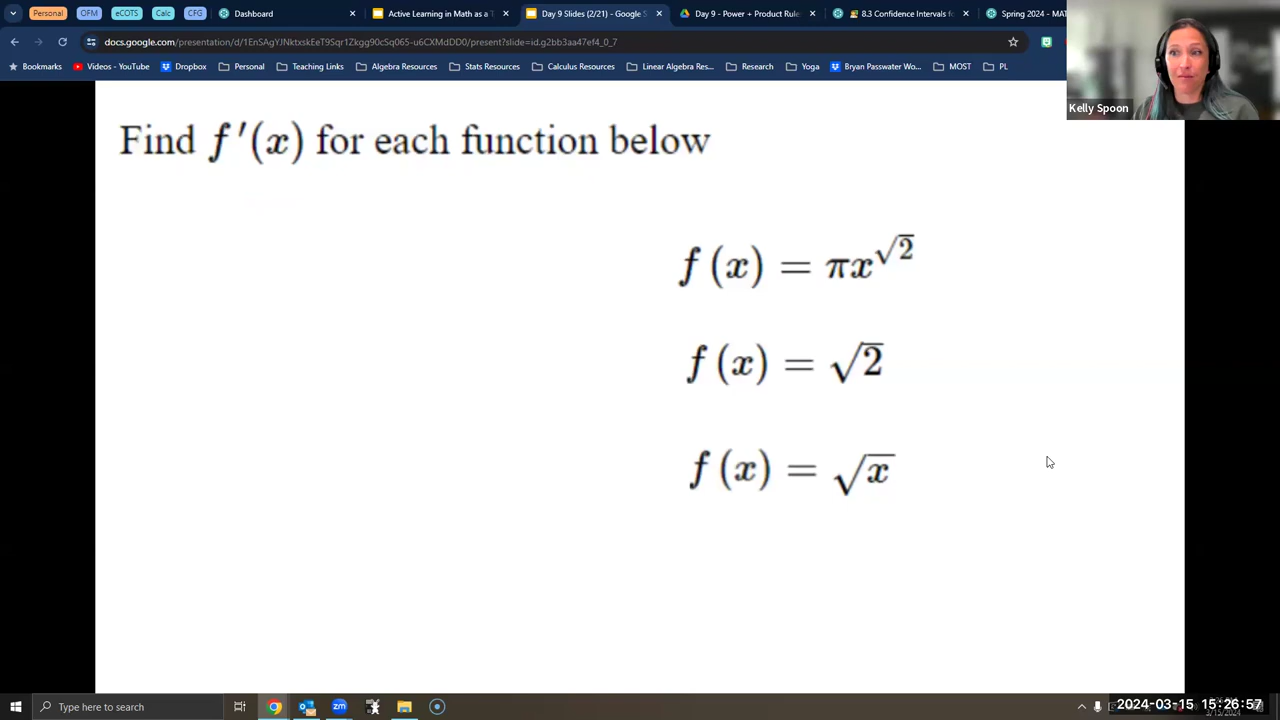 Dashboard
Active Learning in Math as a
Day 9 Slides (2/21) - Google S
Day 9 - Power + Product Rule
8.3 Confidence Intervals fo
Spring 2024 - MAT
Personal
OFM
eCOTS
Calc
CFG
docs.google.com/presentation/d/1EnSAgYJNktxskEeT9Sqr1Zkgg90cSq065-u6CXMdDD0/present?slide=id.g2bb3aa47ef4_0_7
Bookmarks
Videos - YouTube
Dropbox
Personal
Teaching Links
Algebra Resources
Stats Resources
Calculus Resources
Linear Algebra Res...
Research
Yoga
Bryan Passwater Wo...
MOST
PL
Kelly Spoon
Find f′(x) for each function below
f(x) = πx^√2
f(x) = √2
f(x) = √x
Type here to search
zm
2024-03-15 15:26:57